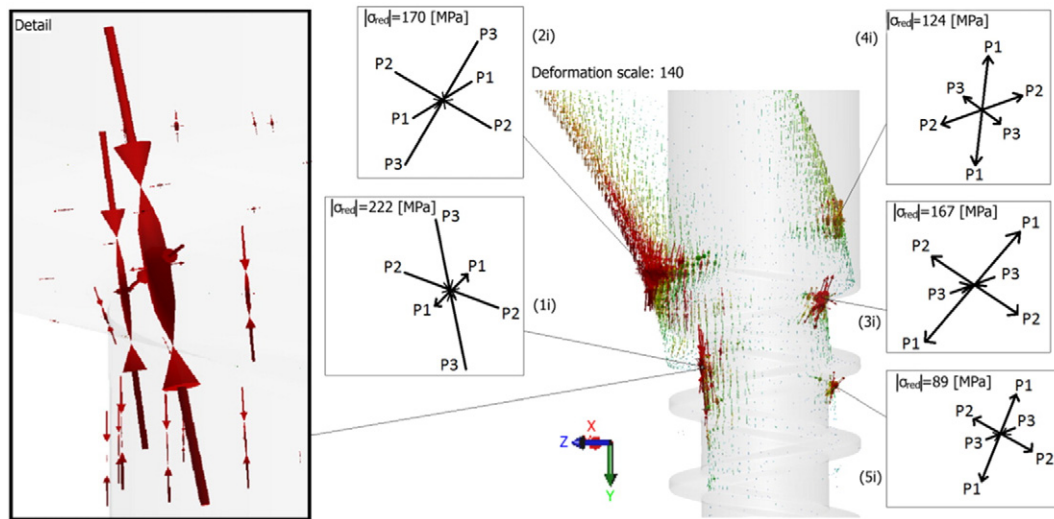 Detail
|σred|=170 [MPa]
P3
P2
P1
P1
P2
P3
(2i)
Deformation scale: 140
(4i)
|σred|=124 [MPa]
P1
P3
P2
P2
P3
P1
|σred|=222 [MPa]
P3
P2
P1
P1
P2
P3
(1i)
|σred|=167 [MPa]
P1
P2
P3
P3
P2
P1
(3i)
|σred|=89 [MPa]
P1
P2
P3
P3
P2
P1
(5i)
X
Z
Y